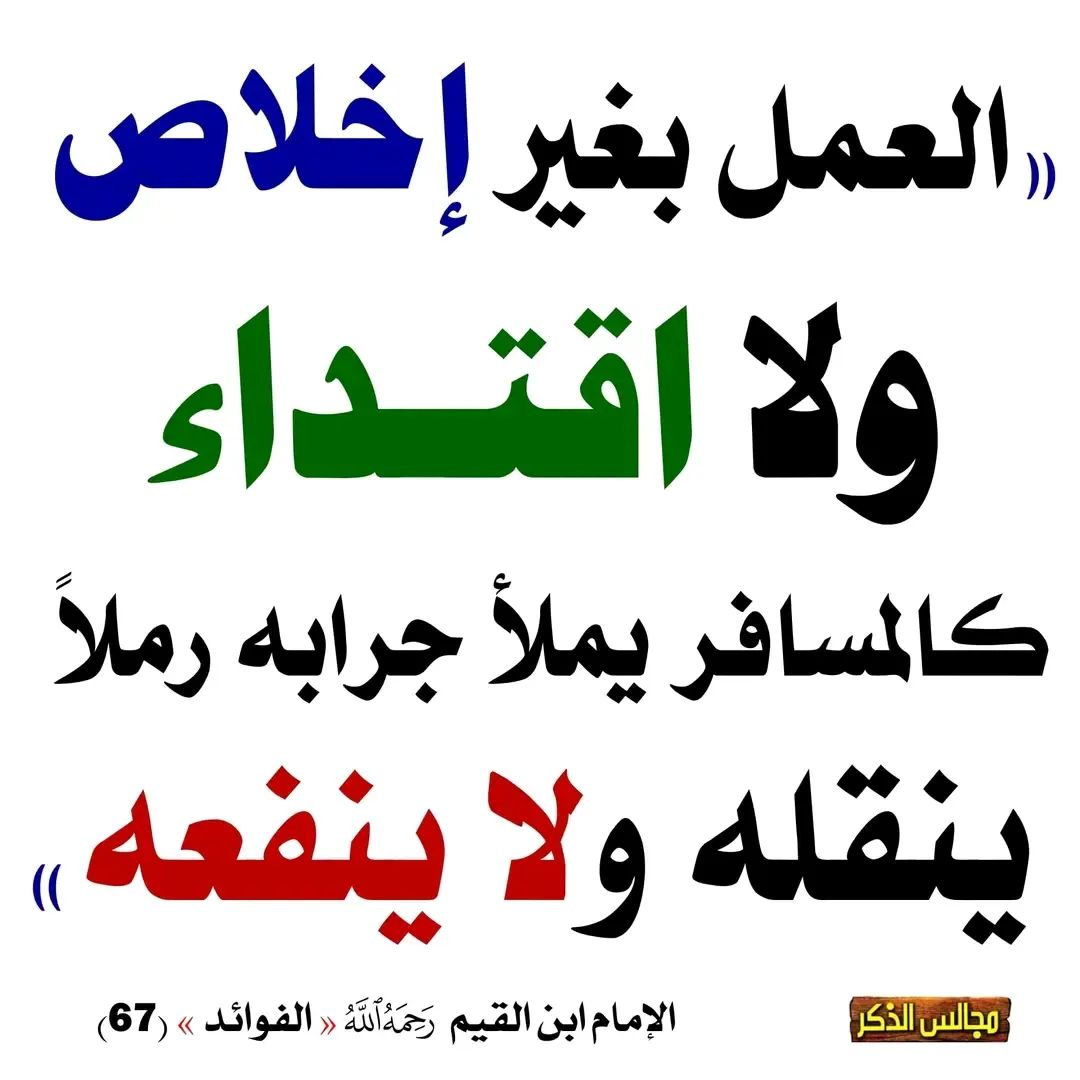 (( العمل بغير إخلاص
ولا اقتداء
كالمسافر يملأ جرابه رملاً
ينقله ولا ينفعه ))
الإمام ابن القيم رَحِمَهُ ٱللَّهُ « الفوائد » (67)
مجالس الذكر